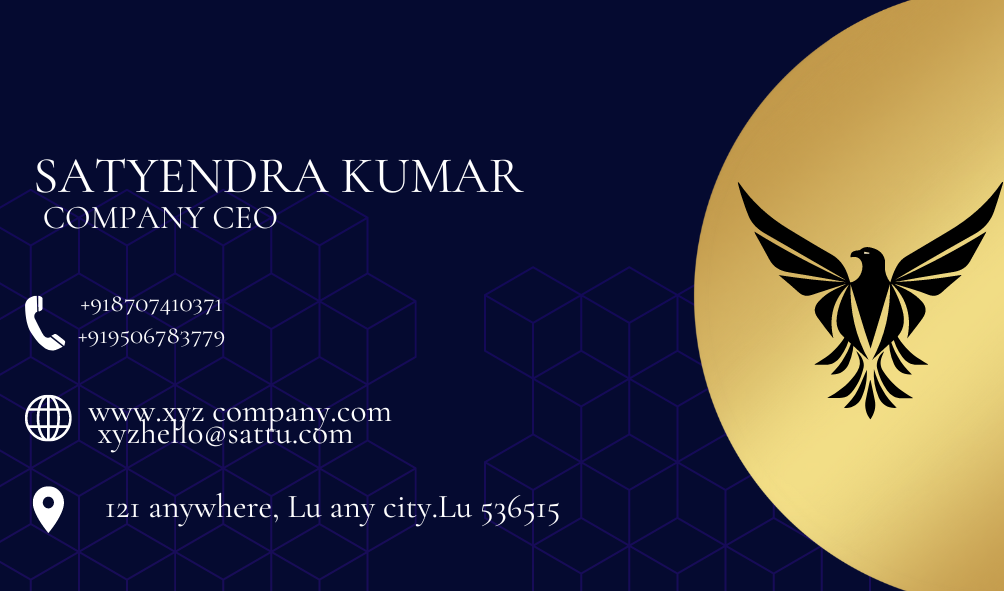 SATYENDRA KUMAR
COMPANY CEO
+918707410371
+919506783779
www.xyz company.com
xyzhello@sattu.com
121 anywhere, Lu any city.Lu 536515